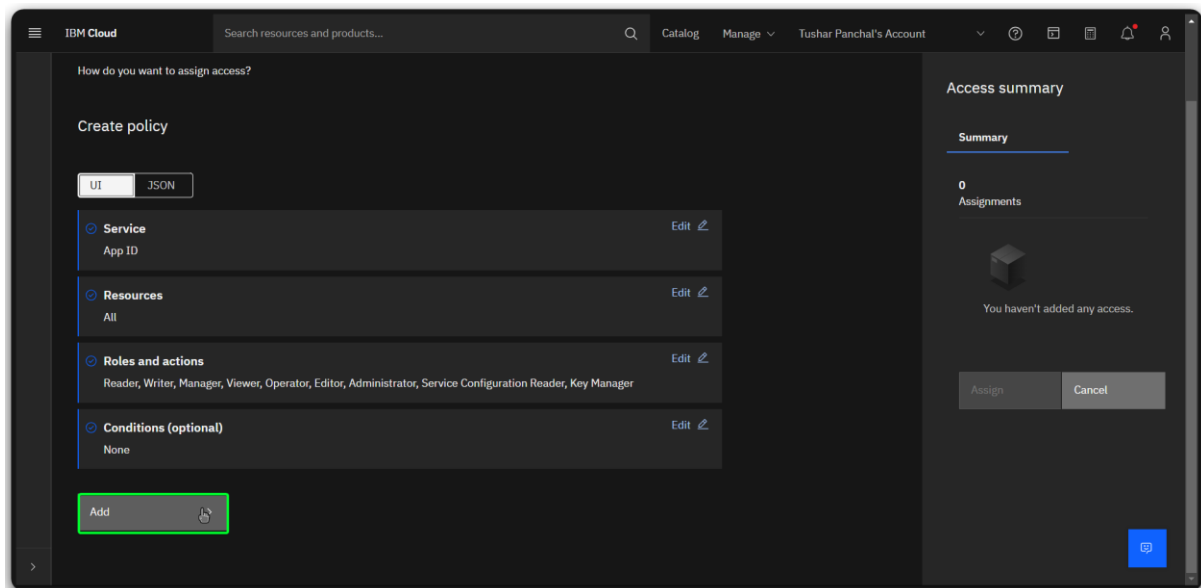 IBM Cloud
Search resources and products...
Catalog
Manage
Tushar Panchal's Account
How do you want to assign access?
Create policy
UI
JSON
Service
Edit
App ID
Resources
Edit
All
Roles and actions
Edit
Reader, Writer, Manager, Viewer, Operator, Editor, Administrator, Service Configuration Reader, Key Manager
Conditions (optional)
Edit
None
Add
Access summary
Summary
0
Assignments
You haven't added any access.
Assign
Cancel